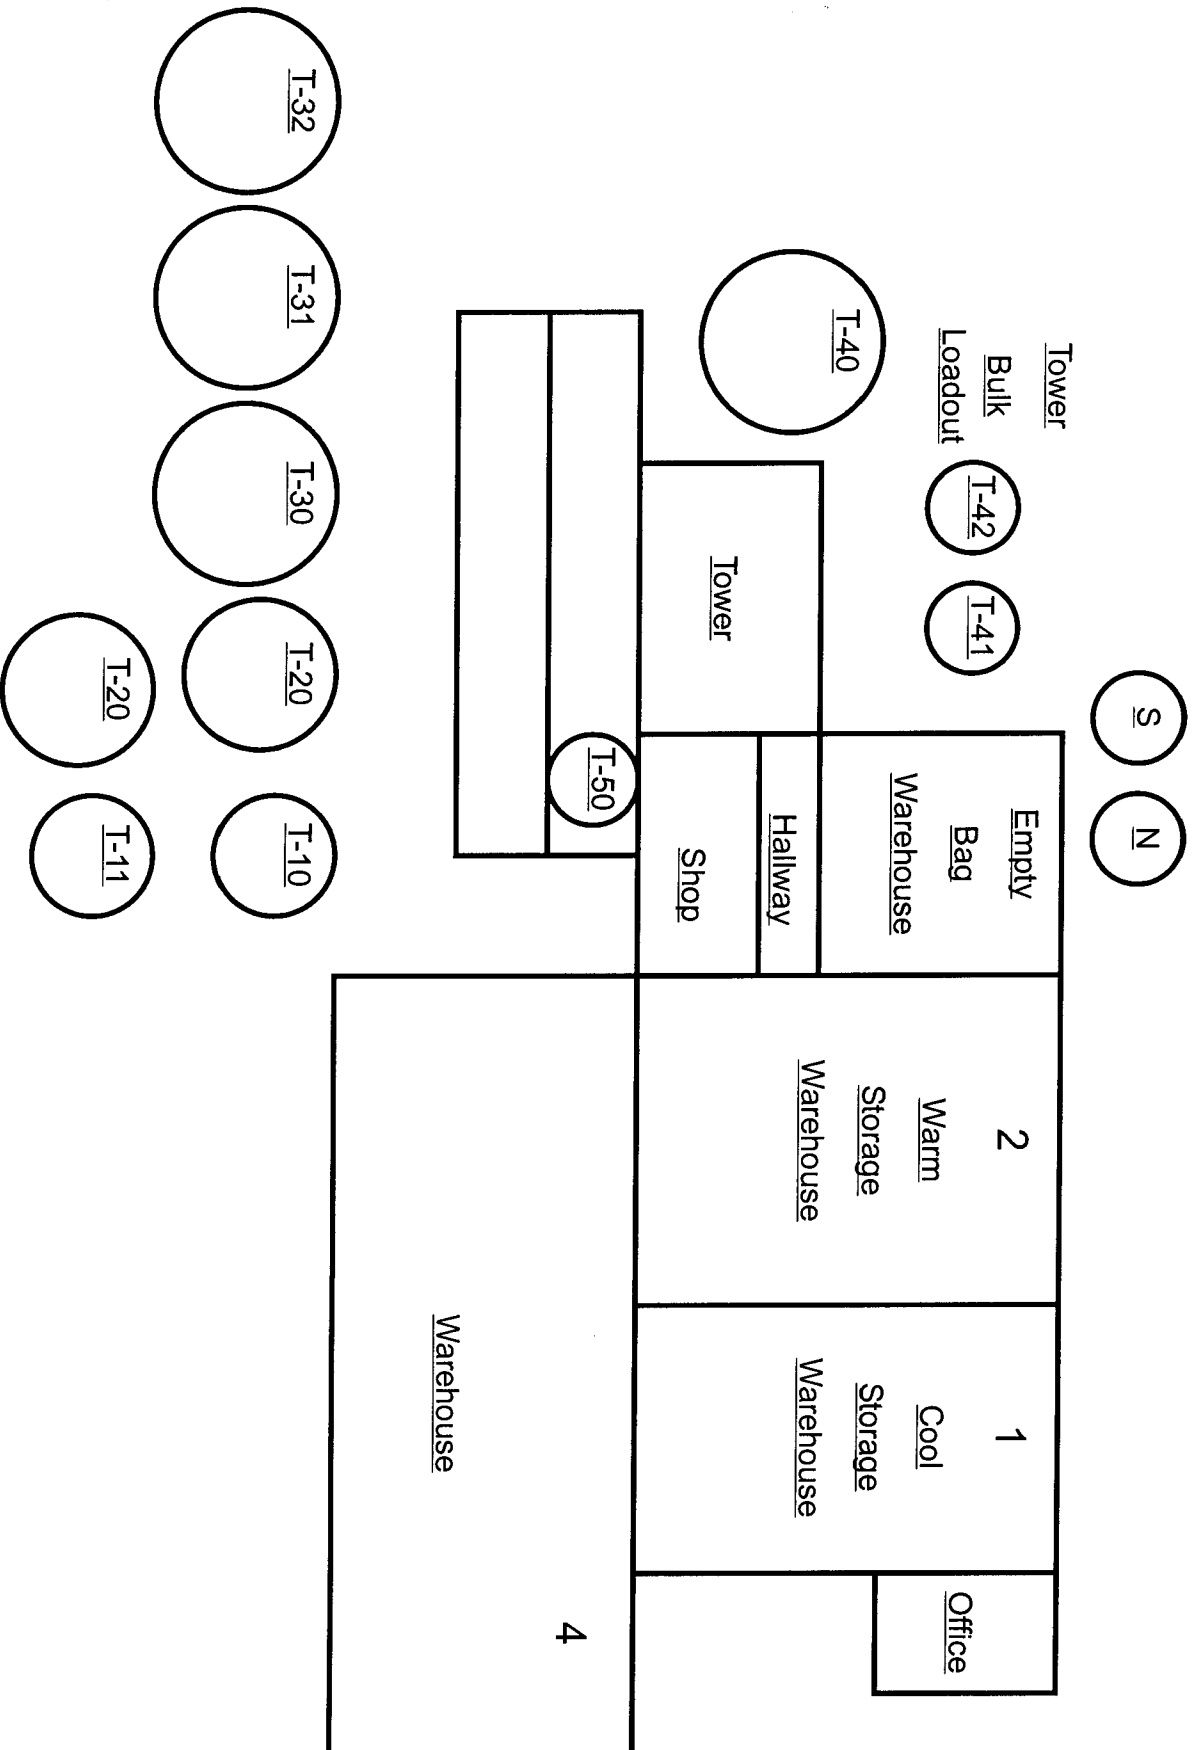 S
N
Tower
Bulk
Loadout
T-42
T-41
Empty
Bag
Warehouse
2
Warm
Storage
Warehouse
1
Cool
Storage
Warehouse
Office
T-40
Tower
Hallway
Shop
T-50
4
Warehouse
T-32
T-31
T-30
T-20
T-10
T-20
T-11